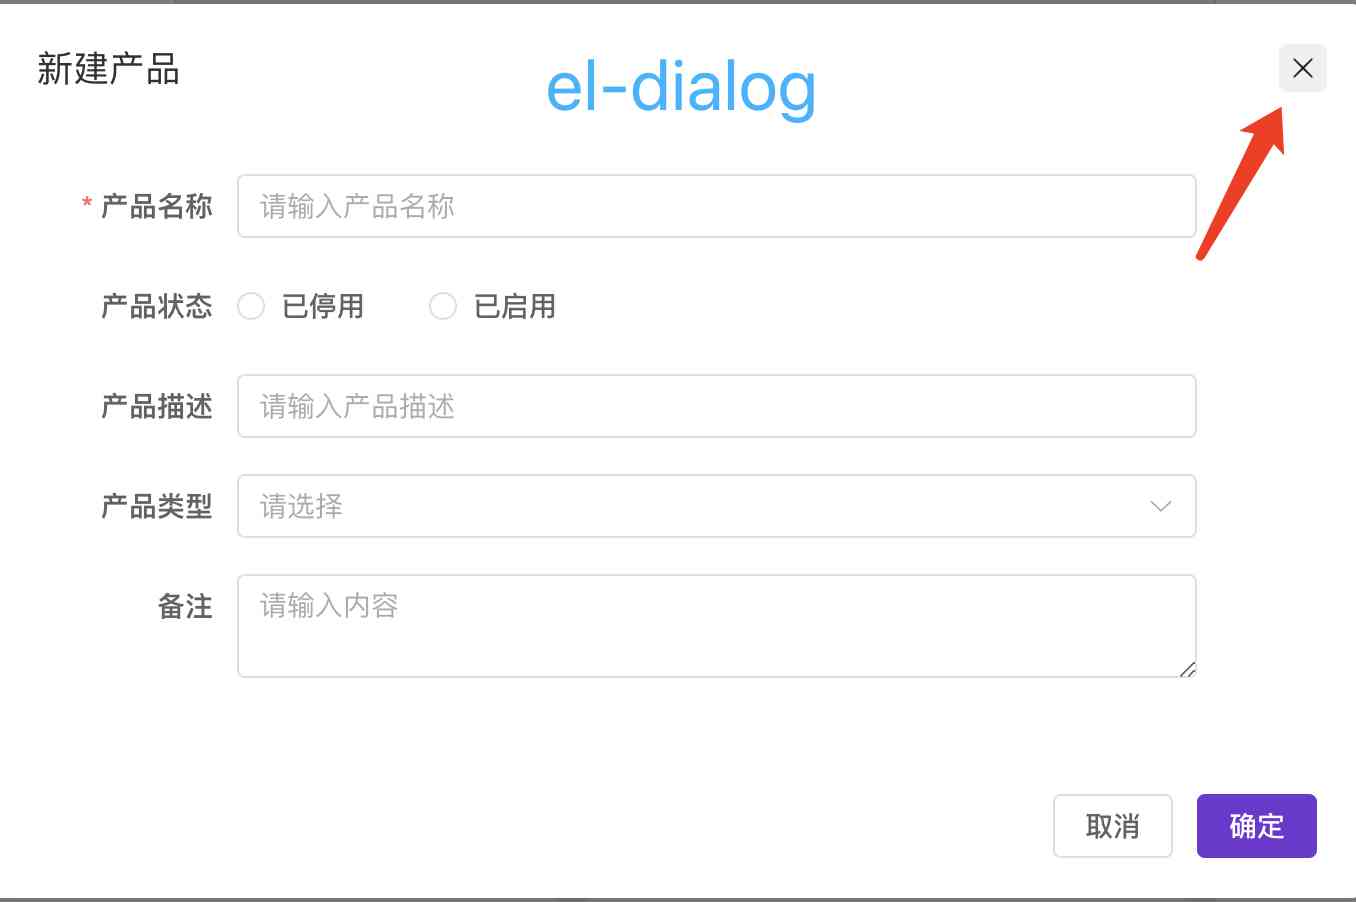 新建产品
el-dialog
* 产品名称 请输入产品名称
产品状态 已停用 已启用
产品描述 请输入产品描述
产品类型 请选择
备注 请输入内容
取消 确定